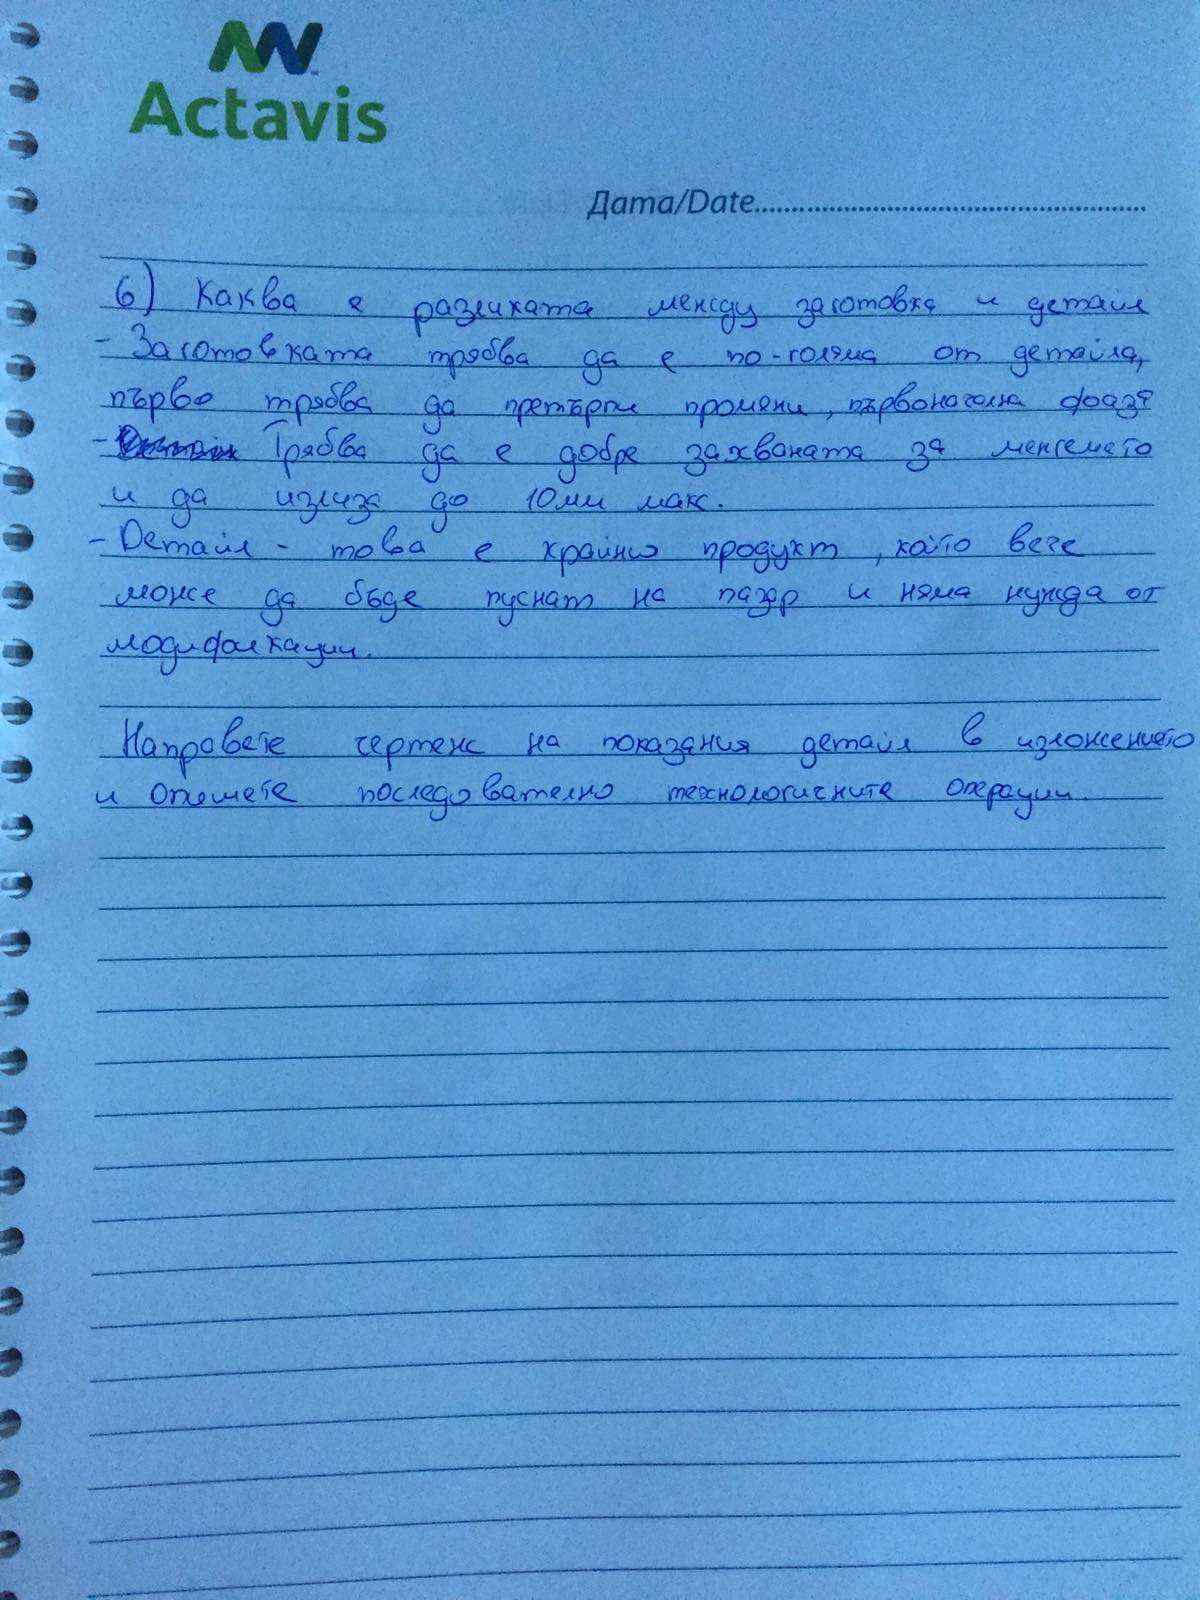 Actavis
Дата/Date
6) Каква е разликата между заготовка и детайл
- Заготовката трябва да е по-голяма от детайла,
първо трябва да претърпи промени, първоначална фаза
- Трябва да е добре захваната за менгемето
и да излиза до 10мм макс.
- Детайл - това е крайно продукт, който вече
може да бъде пуснат на пазар и няма нужда от
модификации.
Направете чертеж на показания детайл в изложението
и опишете последователно технологичните операции.